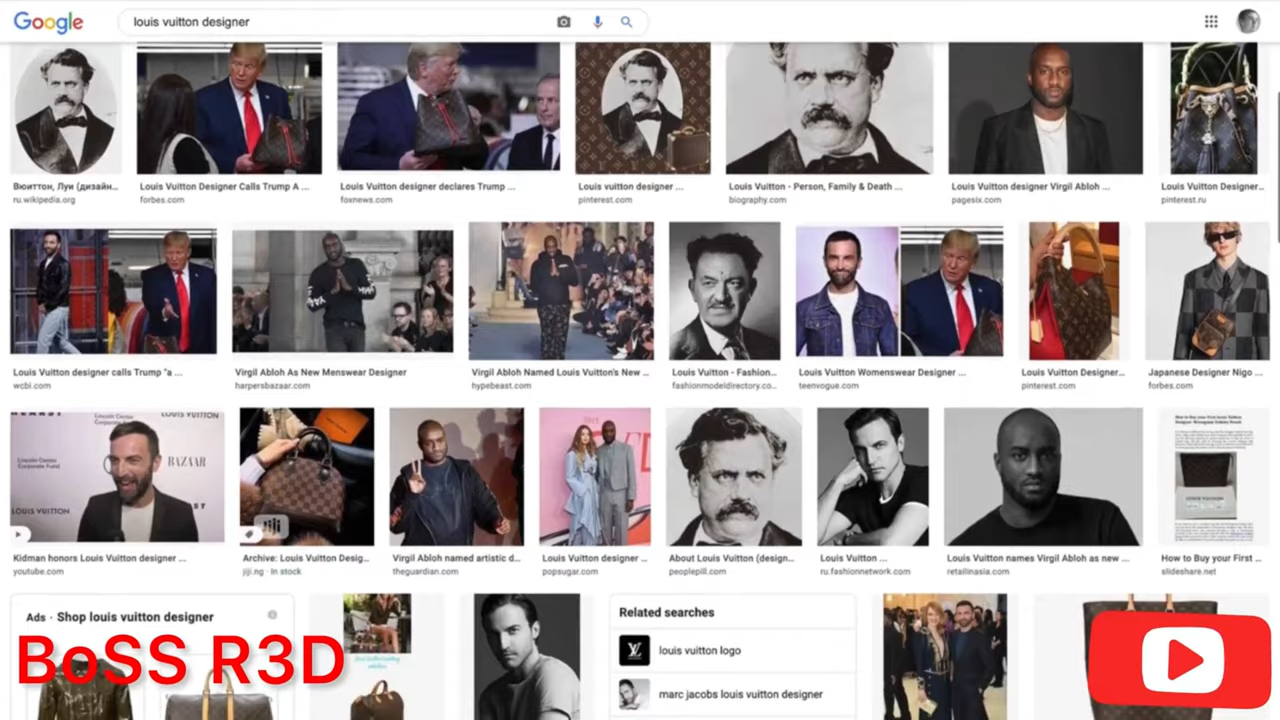 Google
louis vuitton designer
Вюиттон, Луи (дизайн...
ru.wikipedia.org
Louis Vuitton Designer Calls Trump A ...
forbes.com
Louis Vuitton designer declares Trump ...
foxnews.com
Louis vuitton designer ...
pinterest.com
Louis Vuitton - Person, Family & Death ...
biography.com
Louis Vuitton designer Virgil Abloh ...
pagesix.com
Louis Vuitton Designer...
pinterest.ru
Louis Vuitton designer calls Trump "a ...
wcbi.com
Virgil Abloh As New Menswear Designer
harpersbazaar.com
Virgil Abloh Named Louis Vuitton's New ...
hypebeast.com
Louis Vuitton - Fashion...
fashionmodeldirectory.co...
Louis Vuitton Womenswear Designer ...
teenvogue.com
Louis Vuitton Designer...
pinterest.com
Japanese Designer Nigo ...
forbes.com
Lincoln Center
Corporate Fund
LOUIS VUITTON
BAZAAR
LOUIS VUITTON
Kidman honors Louis Vuitton designer ...
youtube.com
Archive: Louis Vuitton Desig...
jiji.ng · In stock
Virgil Abloh named artistic d...
theguardian.com
Louis Vuitton designer ...
popsugar.com
About Louis Vuitton (design...
peoplepill.com
Louis Vuitton ...
ru.fashionnetwork.com
Louis Vuitton names Virgil Abloh as new ...
retailinasia.com
How to Buy your First ...
slideshare.net
Ads · Shop louis vuitton designer
BoSS R3D
Related searches
louis vuitton logo
marc jacobs louis vuitton designer